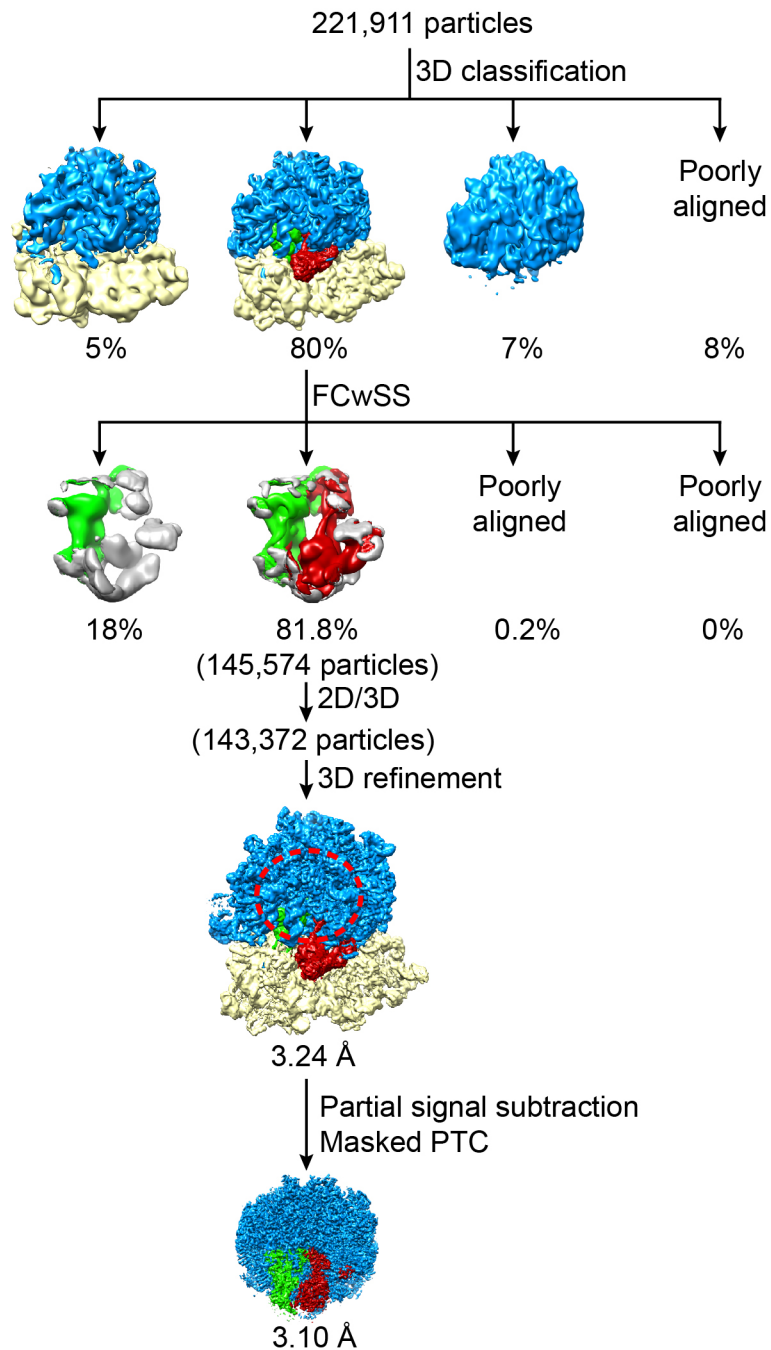 221,911 particles
3D classification
Poorly
aligned
5%
80%
7%
8%
FCwSS
Poorly
aligned
Poorly
aligned
18%
81.8%
0.2%
0%
(145,574 particles)
2D/3D
(143,372 particles)
3D refinement
3.24 Å
Partial signal subtraction
Masked PTC
3.10 Å